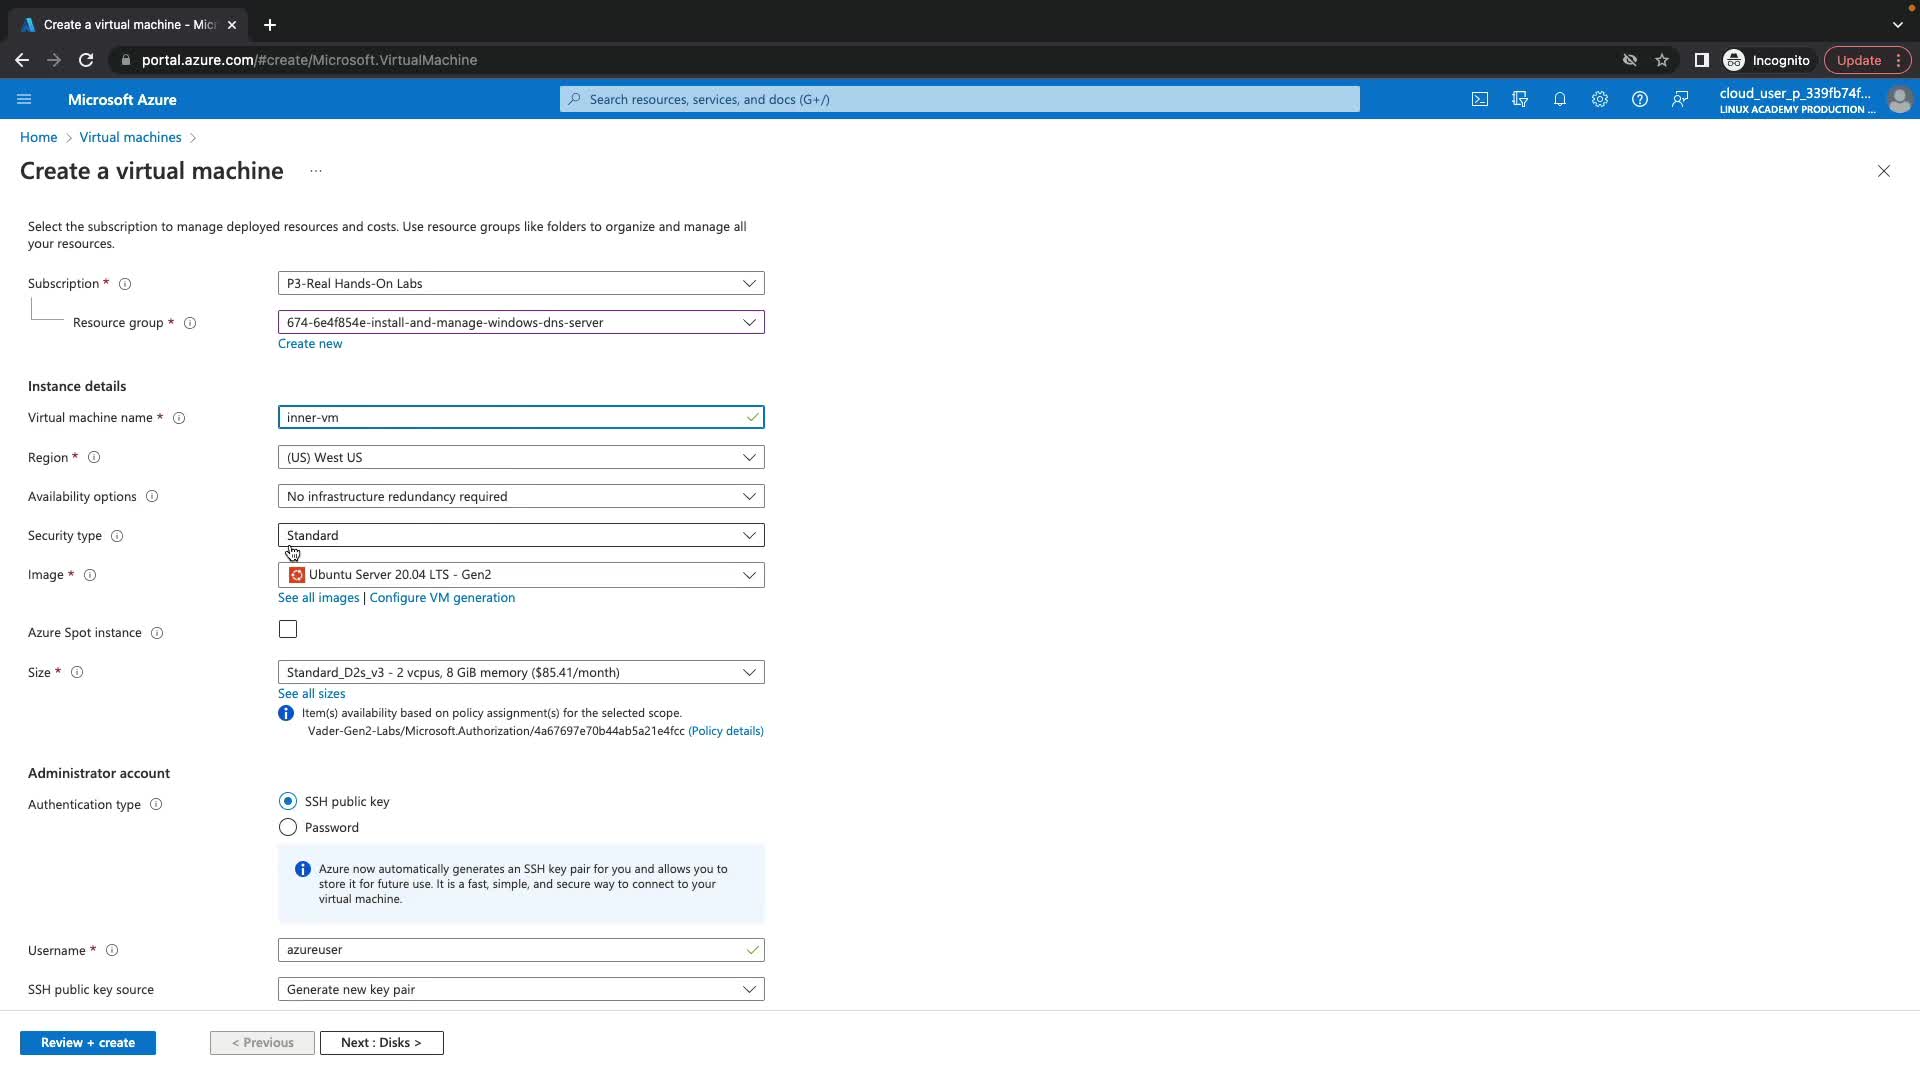 Create a virtual machine - Mic
portal.azure.com/#create/Microsoft.VirtualMachine
Incognito
Update
Microsoft Azure
Search resources, services, and docs (G+/)
cloud_user_p_339fb74f...
LINUX ACADEMY PRODUCTION ...
Home > Virtual machines >
Create a virtual machine ...
Select the subscription to manage deployed resources and costs. Use resource groups like folders to organize and manage all
your resources.
Subscription *
P3-Real Hands-On Labs
Resource group *
674-6e4f854e-install-and-manage-windows-dns-server
Create new
Instance details
Virtual machine name *
inner-vm
Region *
(US) West US
Availability options
No infrastructure redundancy required
Security type
Standard
Image *
Ubuntu Server 20.04 LTS - Gen2
See all images | Configure VM generation
Azure Spot instance
Size *
Standard_D2s_v3 - 2 vcpus, 8 GiB memory ($85.41/month)
See all sizes
Item(s) availability based on policy assignment(s) for the selected scope.
Vader-Gen2-Labs/Microsoft.Authorization/4a67697e70b44ab5a21e4fcc (Policy details)
Administrator account
Authentication type
SSH public key
Password
Azure now automatically generates an SSH key pair for you and allows you to
store it for future use. It is a fast, simple, and secure way to connect to your
virtual machine.
Username *
azureuser
SSH public key source
Generate new key pair
Review + create
< Previous
Next : Disks >